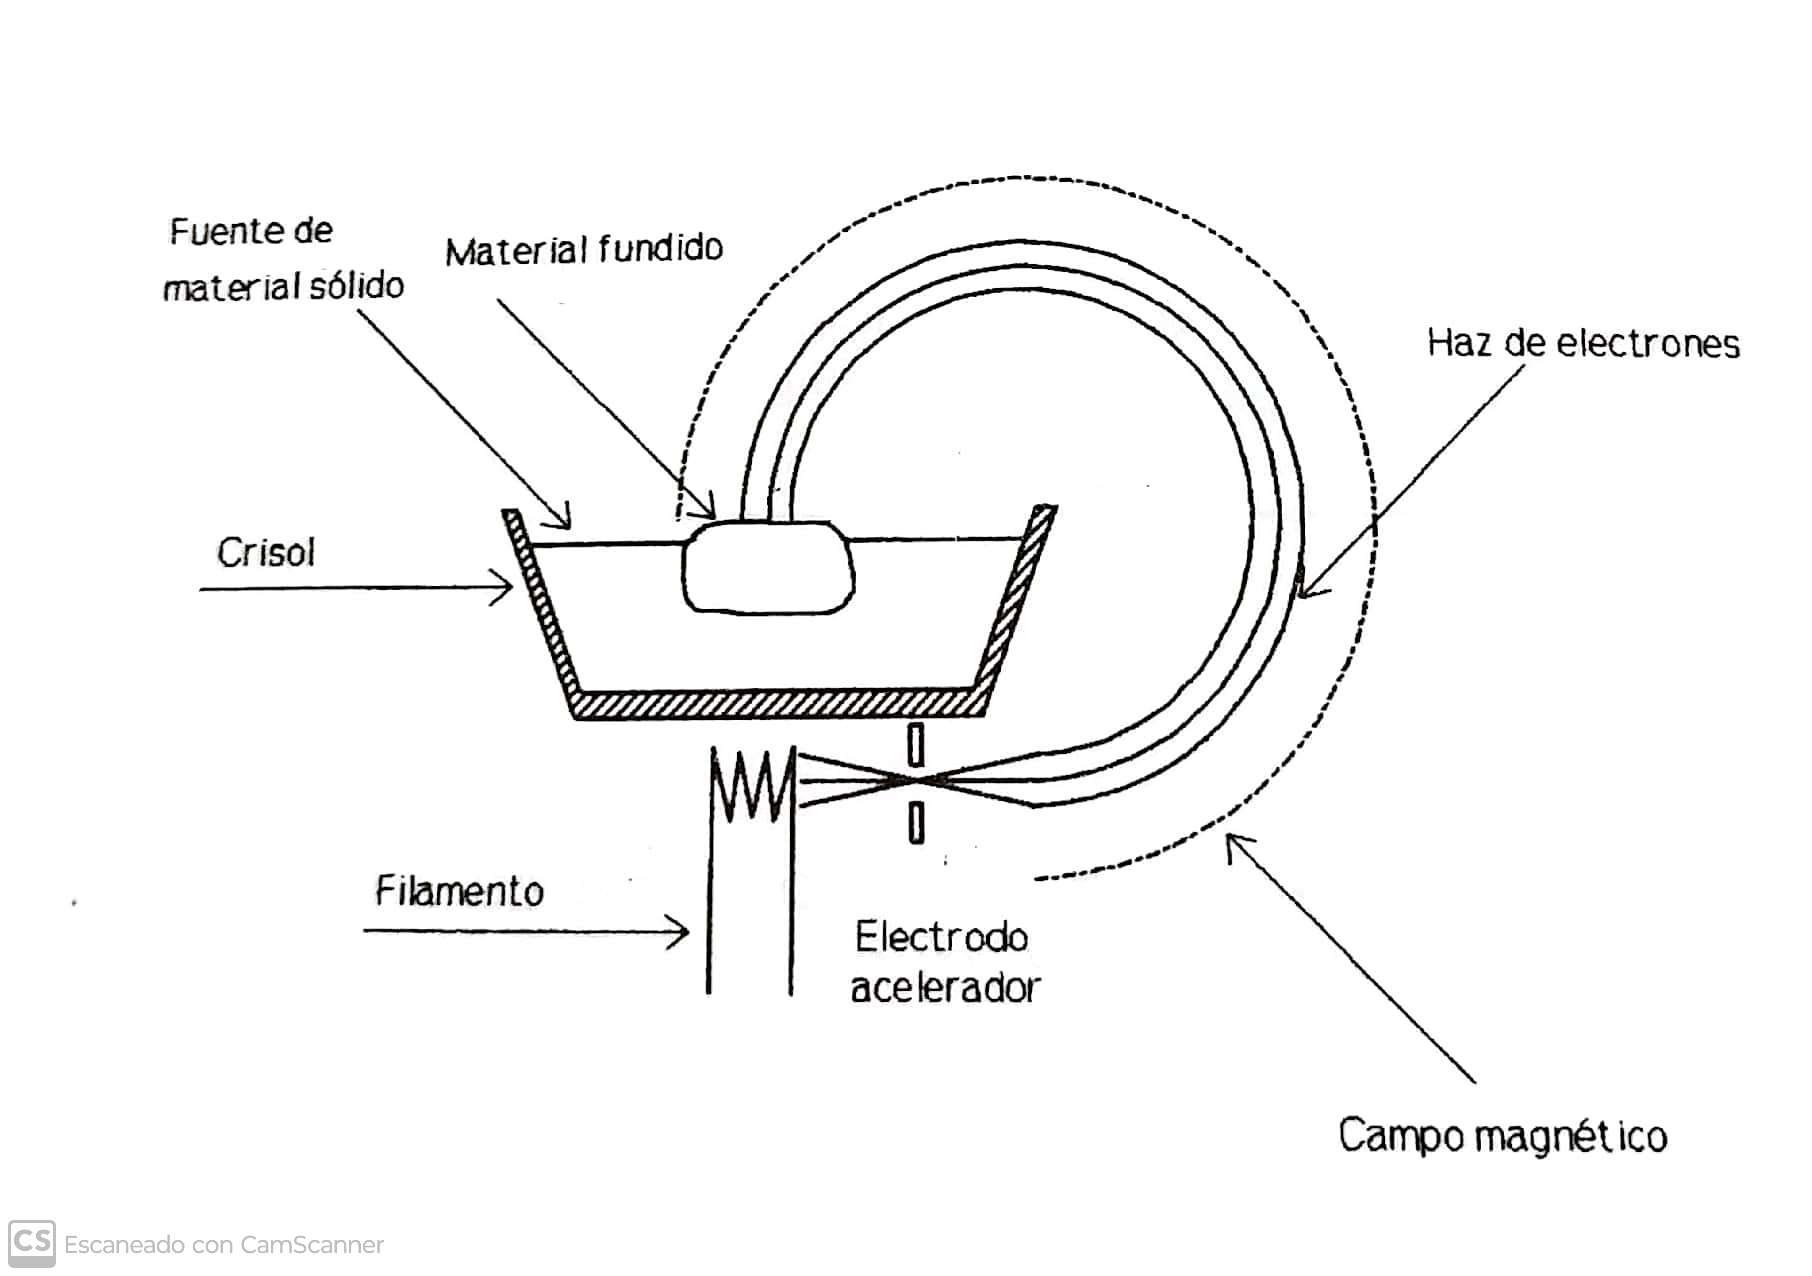 Fuente de
material sólido
Material fundido
Haz de electrones
Crisol
Filamento
Electrodo
acelerador
Campo magnético
CS Escaneado con CamScanner